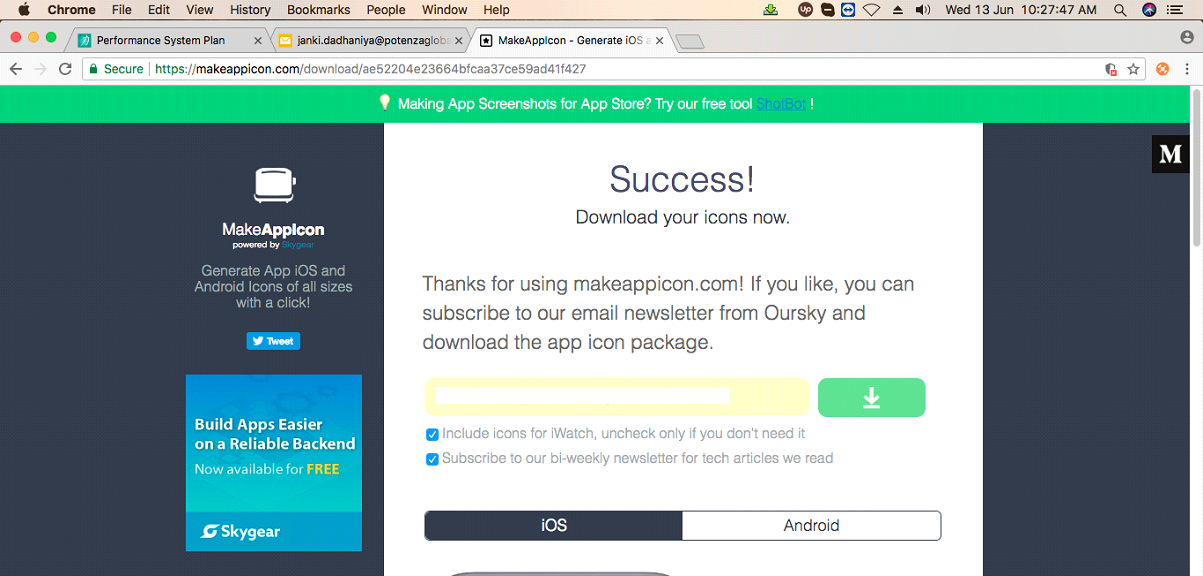 Chrome File Edit View History Bookmarks People Window Help Up Wed 13 Jun 10:27:47 AM
Performance System Plan janki.dadhaniya@potenzagloba MakeAppIcon - Generate iOS a
Secure https://makeappicon.com/download/ae52204e23664bfcaa37ce59ad41f427
Making App Screenshots for App Store? Try our free tool ShotBot !
M
Success!
Download your icons now.
MakeAppIcon
powered by Skygear
Generate App iOS and
Android Icons of all sizes
with a click!
Tweet
Thanks for using makeappicon.com! If you like, you can
subscribe to our email newsletter from Oursky and
download the app icon package.
Build Apps Easier
on a Reliable Backend
Now available for FREE
Skygear
Include icons for iWatch, uncheck only if you don't need it
Subscribe to our bi-weekly newsletter for tech articles we read
iOS Android